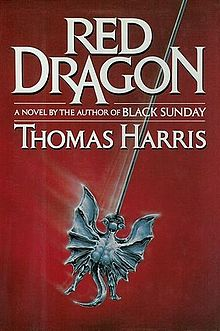 RED
DRAGON
A NOVEL BY THE AUTHOR OF BLACK SUNDAY
THOMAS HARRIS